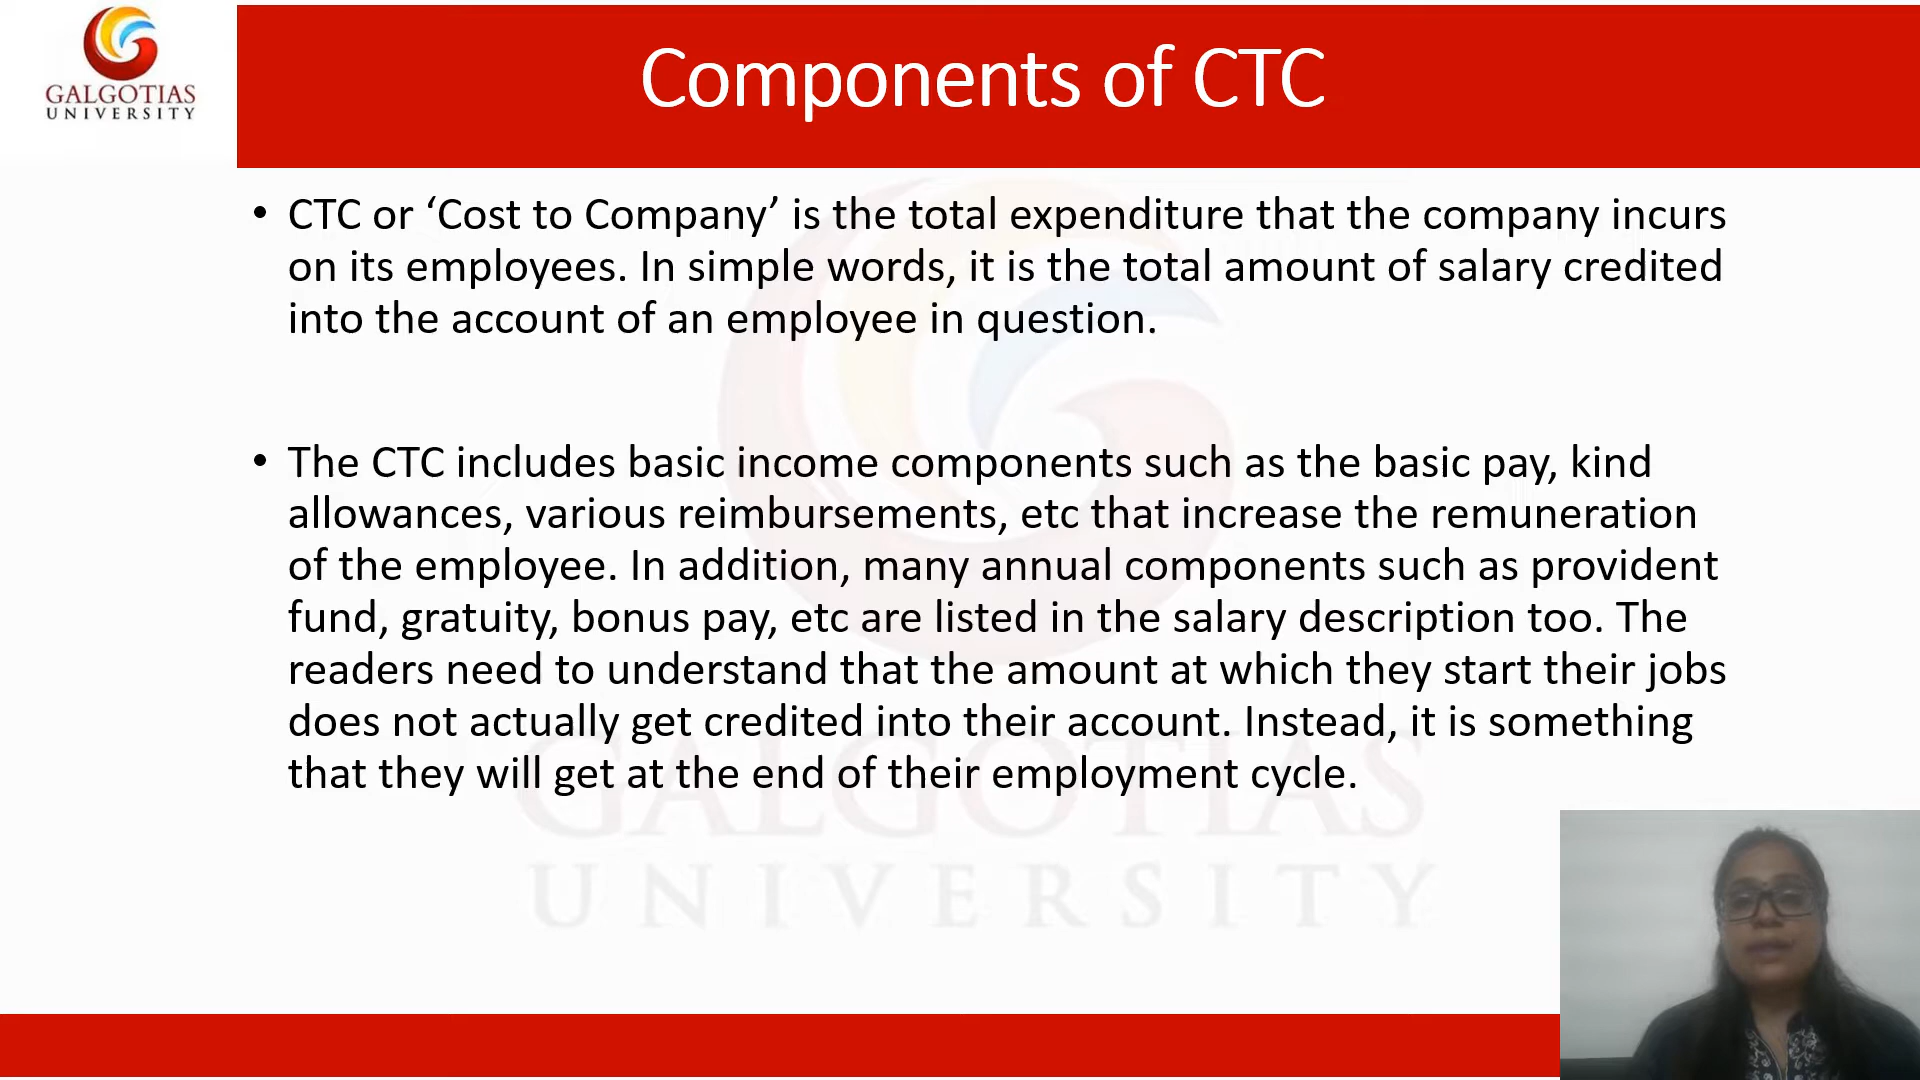 GALGOTIAS
UNIVERSITY
Components of CTC
• CTC or ‘Cost to Company’ is the total expenditure that the company incurs
on its employees. In simple words, it is the total amount of salary credited
into the account of an employee in question.
• The CTC includes basic income components such as the basic pay, kind
allowances, various reimbursements, etc that increase the remuneration
of the employee. In addition, many annual components such as provident
fund, gratuity, bonus pay, etc are listed in the salary description too. The
readers need to understand that the amount at which they start their jobs
does not actually get credited into their account. Instead, it is something
that they will get at the end of their employment cycle.
GALGOTIAS
UNIVERSITY